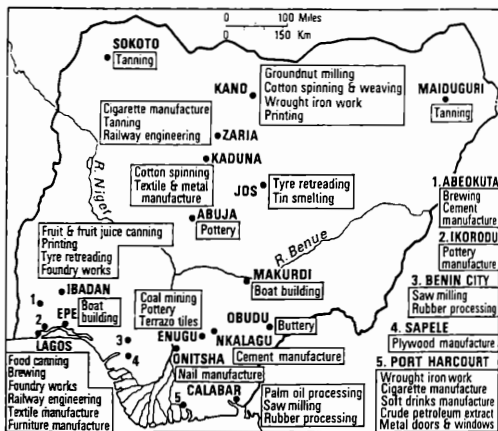 0 100 Miles
0 150 Km
SOKOTO
Tanning
KANO
Groundnut milling
Cotton spinning & weaving
Wrought iron work
Printing
MAIDUGURI
Tanning
Cigarette manufacture
Tanning
Railway engineering
ZARIA
KADUNA
Cotton spinning
Textile & metal
manufacture
JOS
Tyre retreading
Tin smelting
R. Niger
ABUJA
Pottery
Fruit & fruit juice canning
Printing
Tyre retreading
Foundry works
R. Benue
MAKURDI
Boat building
IBADAN
1
2
EPE
Boat
building
LAGOS
Food canning
Brewing
Foundry works
Railway engineering
Textile manufacture
Furniture manufacture
3
4
Coal mining
Pottery
Terrazo tiles
ENUGU
OBUDU
Buttery
NKALAGU
Cement manufacture
ONITSHA
Nail manufacture
CALABAR
5
Palm oil processing
Saw milling
Rubber processing
1. ABEOKUTA
Brewing
Cement
manufacture
2. IKORODU
Pottery
manufacture
3. BENIN CITY
Saw milling
Rubber processing
4. SAPELE
Plywood manufacture
5. PORT HARCOURT
Wrought iron work
Cigarette manufacture
Soft drinks manufacture
Crude petroleum extract
Metal doors & windows